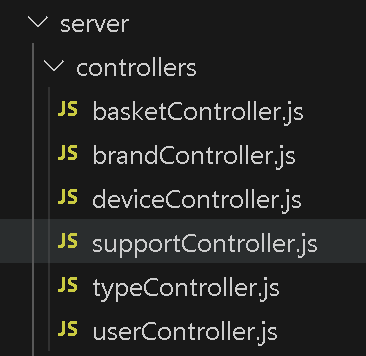 server
controllers
JS basketController.js
JS brandController.js
JS deviceController.js
JS supportController.js
JS typeController.js
JS userController.js